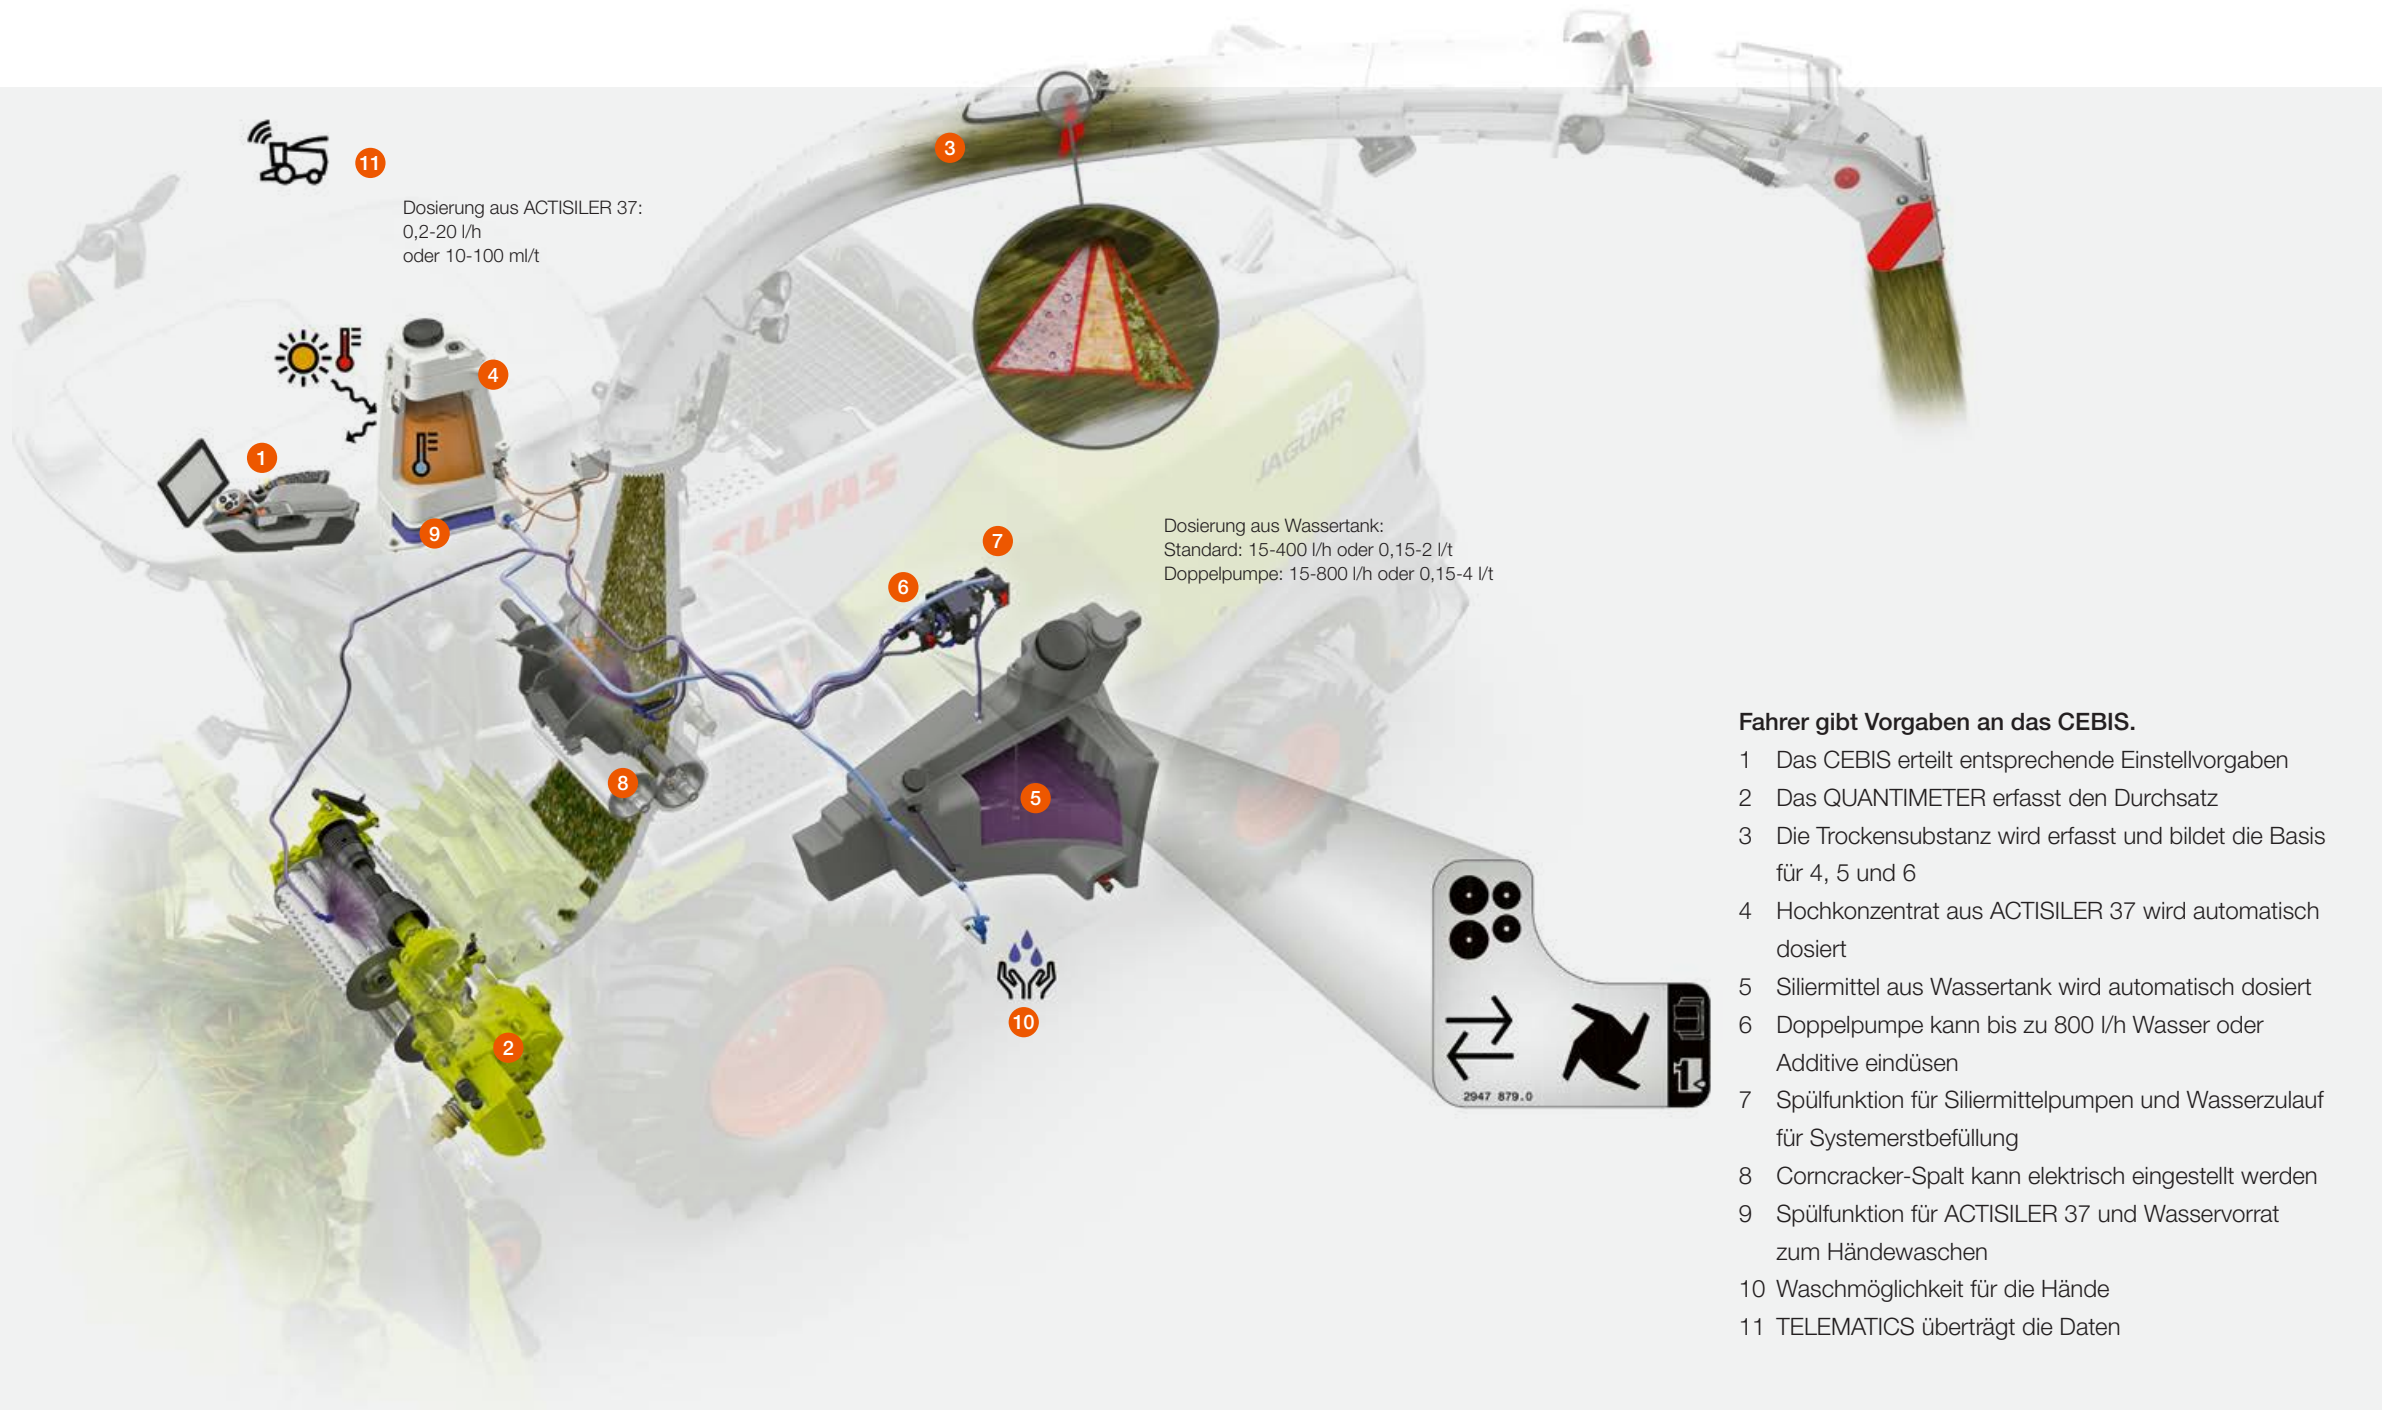 11
Dosierung aus ACTISILER 37:
0,2-20 l/h
oder 10-100 ml/t
3
4
1
9
CLAAS
870
JAGUAR
Dosierung aus Wassertank:
Standard: 15-400 l/h oder 0,15-2 l/t
Doppelpumpe: 15-800 l/h oder 0,15-4 l/t
7
6
8
5
10
2
2947 879.0
Fahrer gibt Vorgaben an das CEBIS.
1 Das CEBIS erteilt entsprechende Einstellvorgaben
2 Das QUANTIMETER erfasst den Durchsatz
3 Die Trockensubstanz wird erfasst und bildet die Basis
für 4, 5 und 6
4 Hochkonzentrat aus ACTISILER 37 wird automatisch
dosiert
5 Siliermittel aus Wassertank wird automatisch dosiert
6 Doppelpumpe kann bis zu 800 l/h Wasser oder
Additive eindüsen
7 Spülfunktion für Siliermittelpumpen und Wasserzulauf
für Systemerstbefüllung
8 Corncracker-Spalt kann elektrisch eingestellt werden
9 Spülfunktion für ACTISILER 37 und Wasservorrat
zum Händewaschen
10 Waschmöglichkeit für die Hände
11 TELEMATICS überträgt die Daten